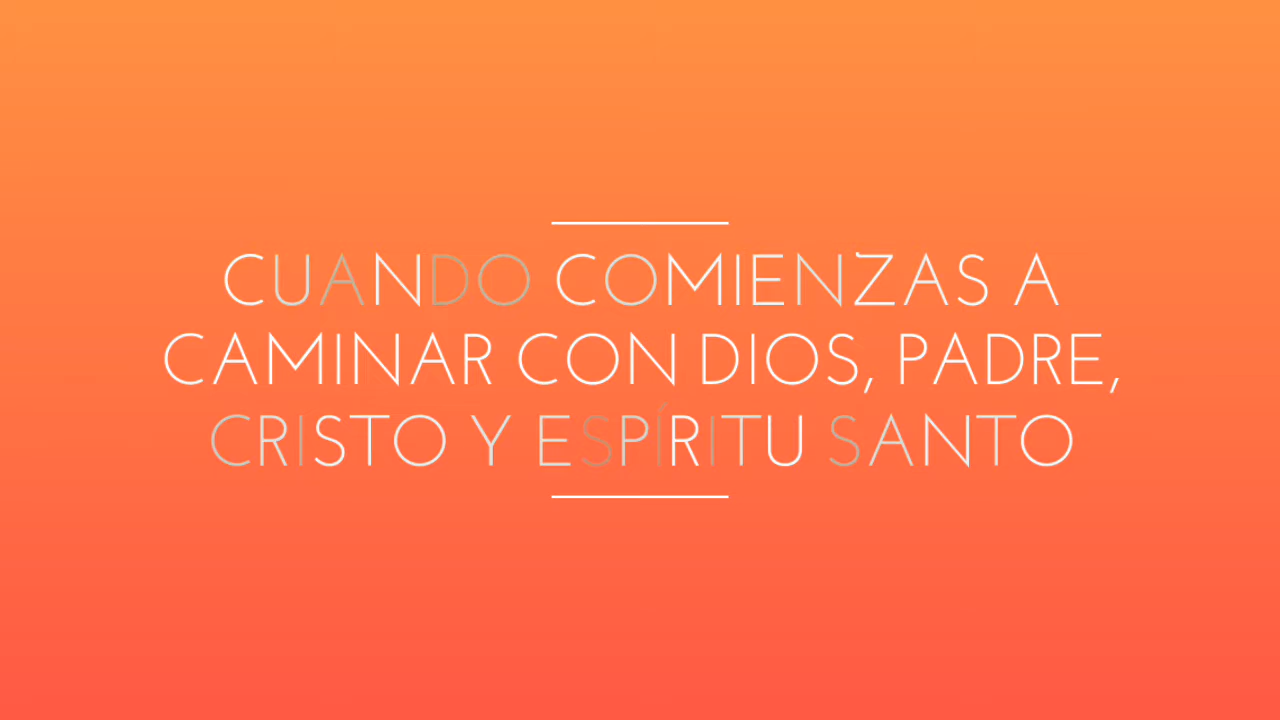 CUANDO COMIENZAS A
CAMINAR CON DIOS, PADRE,
CRISTO Y ESPÍRITU SANTO